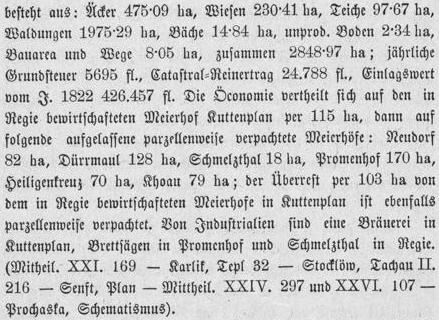 besteht aus: Äcker 475·09 ha, Wiesen 230·41 ha, Teiche 97·67 ha,
Waldungen 1975·29 ha, Bäche 14·84 ha, unprod. Boden 2·34 ha,
Bauarea und Wege 8·05 ha, zusammen 2848·97 ha; jährliche
Grundsteuer 5695 fl., Catastral-Reinertrag 24.788 fl., Einlagswert
vom J. 1822 426.457 fl. Die Öconomie vertheilt sich auf den in
Regie bewirtschafteten Meierhof Kuttenplan per 115 ha, dann auf
folgende aufgelassene parzellenweise verpachtete Meierhöfe: Neudorf
82 ha, Dürrmaul 128 ha, Schmelzthal 18 ha, Promenhof 170 ha,
Heiligenkreuz 70 ha, Khoau 79 ha; der Überrest per 103 ha von
dem in Regie bewirtschafteten Meierhofe in Kuttenplan ist ebenfalls
parzellenweise verpachtet. Von Industrialien sind eine Bräuerei in
Kuttenplan, Brettsägen in Promenhof und Schmelzthal in Regie.
(Mitheil. XXI. 169 — Karlik, Tepl 32 — Stocklöw, Tachau II.
216 — Senft, Plan — Mittheil. XXIV. 297 und XXVI. 107 —
Prochaska, Schematismus).